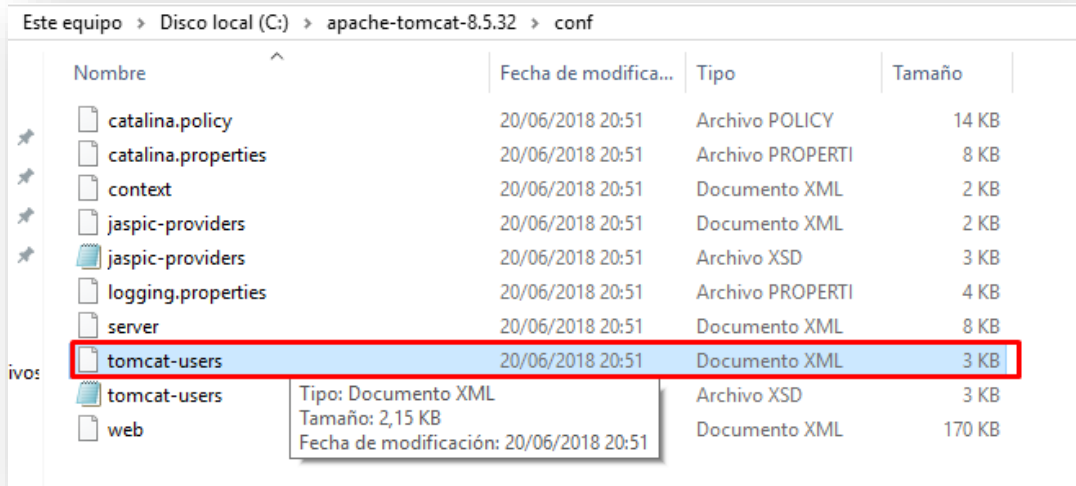 Este equipo > Disco local (C:) > apache-tomcat-8.5.32 > conf
Nombre Fecha de modifica... Tipo Tamaño
catalina.policy 20/06/2018 20:51 Archivo POLICY 14 KB
catalina.properties 20/06/2018 20:51 Archivo PROPERTI 8 KB
context 20/06/2018 20:51 Documento XML 2 KB
jaspic-providers 20/06/2018 20:51 Documento XML 2 KB
jaspic-providers 20/06/2018 20:51 Archivo XSD 3 KB
logging.properties 20/06/2018 20:51 Archivo PROPERTI 4 KB
server 20/06/2018 20:51 Documento XML 8 KB
tomcat-users 20/06/2018 20:51 Documento XML 3 KB
ivos
tomcat-users Archivo XSD 3 KB
web Documento XML 170 KB
Tipo: Documento XML
Tamaño: 2,15 KB
Fecha de modificación: 20/06/2018 20:51